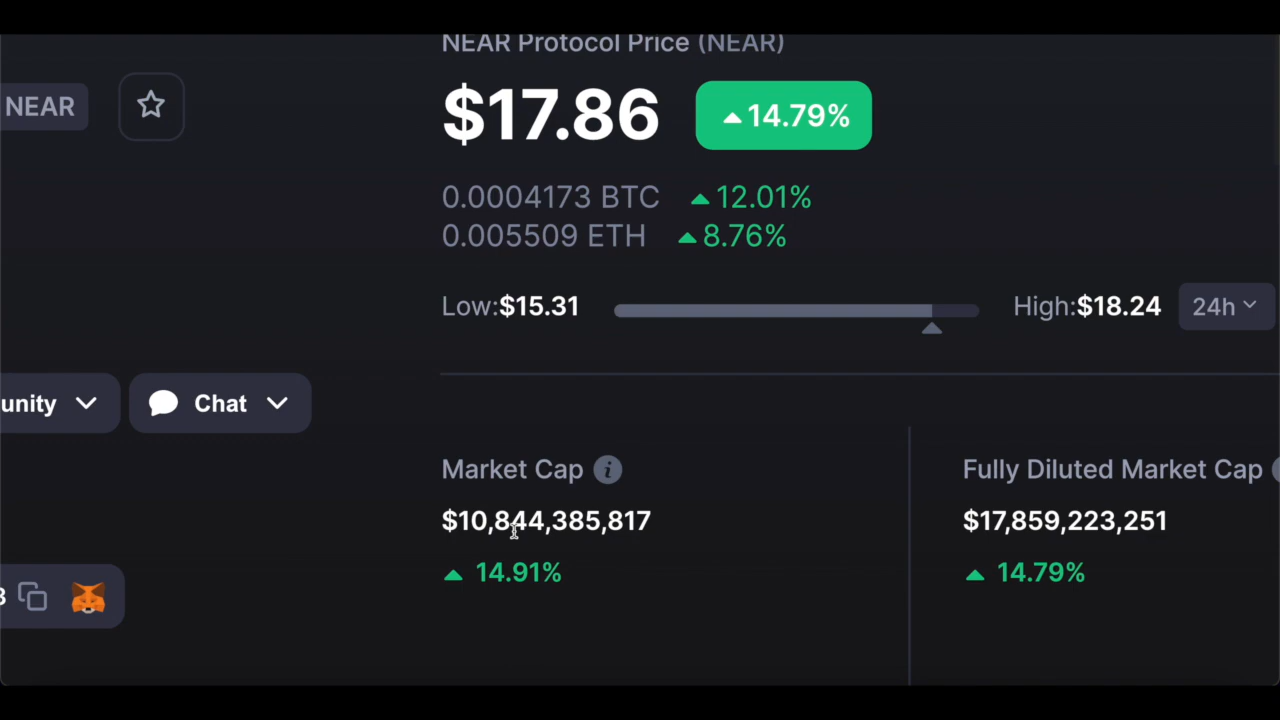 NEAR Protocol Price (NEAR)
NEAR
$17.86
14.79%
0.0004173 BTC 12.01%
0.005509 ETH 8.76%
Low:$15.31
High:$18.24
24h
unity
Chat
Market Cap
Fully Diluted Market Cap
$10,844,385,817
$17,859,223,251
14.91%
14.79%